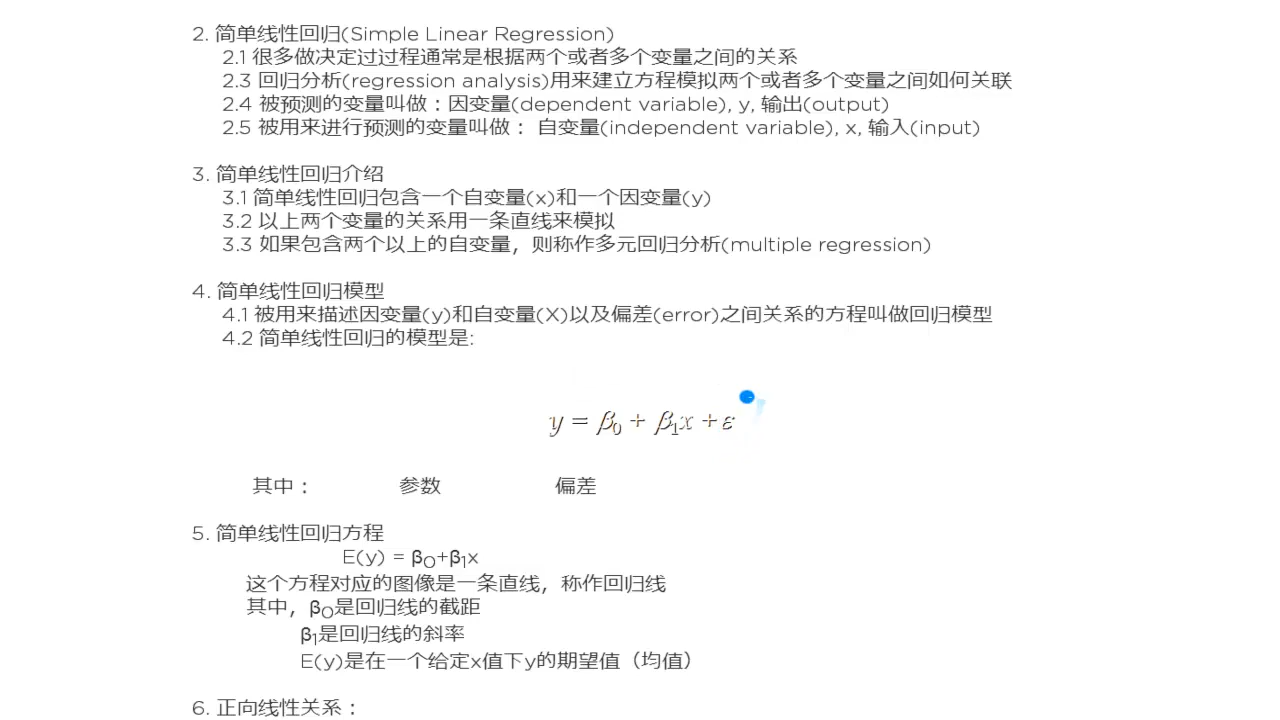 2. 简单线性回归(Simple Linear Regression)
2.1 很多做决定过过程通常是根据两个或者多个变量之间的关系
2.3 回归分析(regression analysis)用来建立方程模拟两个或者多个变量之间如何关联
2.4 被预测的变量叫做：因变量(dependent variable), y, 输出(output)
2.5 被用来进行预测的变量叫做： 自变量(independent variable), x, 输入(input)
3. 简单线性回归介绍
3.1 简单线性回归包含一个自变量(x)和一个因变量(y)
3.2 以上两个变量的关系用一条直线来模拟
3.3 如果包含两个以上的自变量，则称作多元回归分析(multiple regression)
4. 简单线性回归模型
4.1 被用来描述因变量(y)和自变量(X)以及偏差(error)之间关系的方程叫做回归模型
4.2 简单线性回归的模型是:
y = β₀ + β₁x + ε
其中： 参数 偏差
5. 简单线性回归方程
E(y) = β₀+β₁x
这个方程对应的图像是一条直线，称作回归线
其中，β₀是回归线的截距
β₁是回归线的斜率
E(y)是在一个给定x值下y的期望值（均值）
6. 正向线性关系：